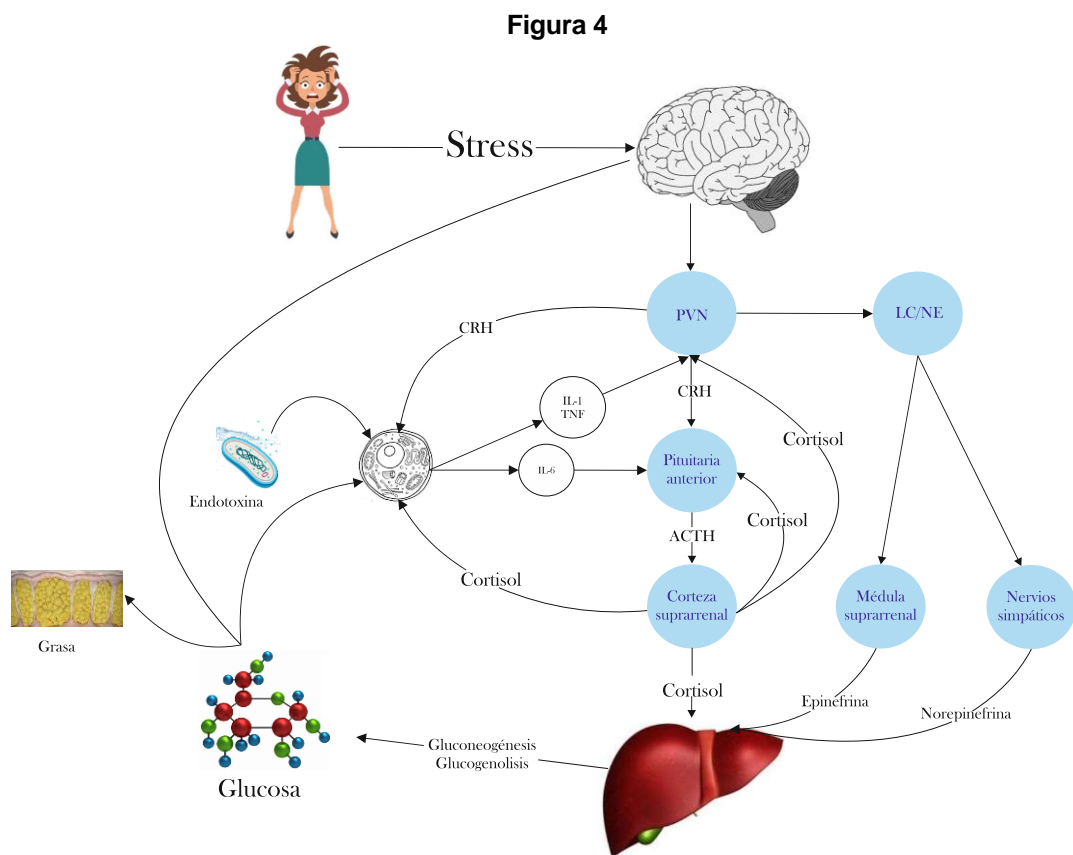 Figura 4
Stress
PVN
LC/NE
CRH
IL-1
TNF
CRH
Cortisol
IL-6
Pituitaria
anterior
Endotoxina
Cortisol
ACTH
Cortisol
Corteza
suprarrenal
Médula
suprarrenal
Nervios
simpáticos
Grasa
Cortisol
Epinefrina
Norepinefrina
Gluconeogénesis
Glucogenolisis
Glucosa